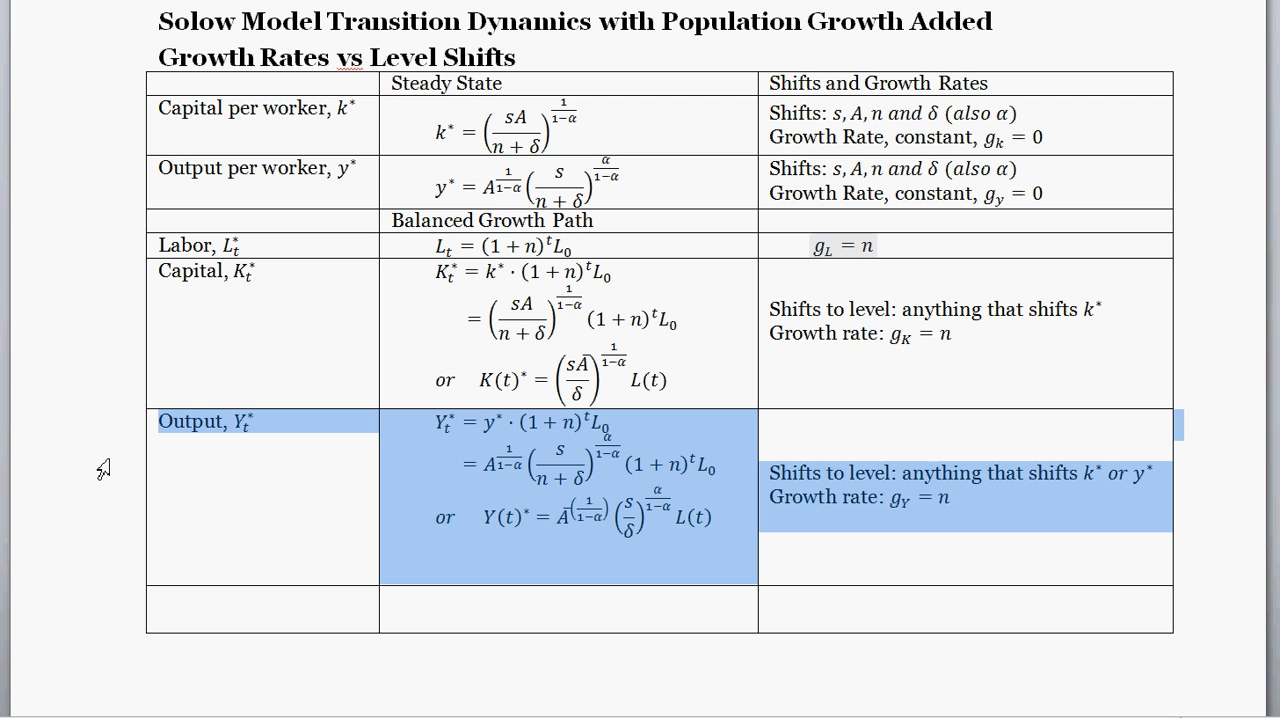 Solow Model Transition Dynamics with Population Growth Added
Growth Rates vs Level Shifts
Steady State
Shifts and Growth Rates
Capital per worker, k*
k* = (sA/(n + δ))^(1/(1−α))
Shifts: s, A, n and δ (also α)
Growth Rate, constant, g_k = 0
Output per worker, y*
y* = A^(1/(1−α)) (s/(n + δ))^(α/(1−α))
Shifts: s, A, n and δ (also α)
Growth Rate, constant, g_y = 0
Balanced Growth Path
Labor, L_t*
L_t = (1 + n)^t L_0
g_L = n
Capital, K_t*
K_t* = k* · (1 + n)^t L_0
= (sA/(n + δ))^(1/(1−α)) (1 + n)^t L_0
or K(t)* = (sĀ/δ)^(1/(1−α)) L(t)
Shifts to level: anything that shifts k*
Growth rate: g_K = n
Output, Y_t*
Y_t* = y* · (1 + n)^t L_0
= A^(1/(1−α)) (s/(n + δ))^(α/(1−α)) (1 + n)^t L_0
or Y(t)* = Ā^(1/(1−α)) (s/δ)^(α/(1−α)) L(t)
Shifts to level: anything that shifts k* or y*
Growth rate: g_Y = n